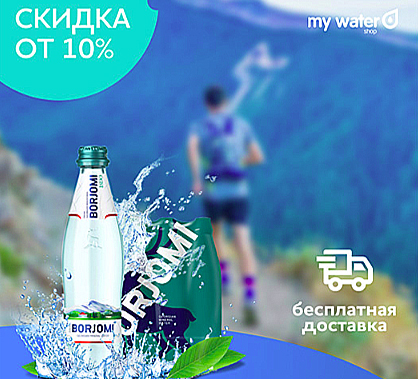 СКИДКА
ОТ 10%
my water
shop
BORJOMI
BORJOMI
BORJOMI
бесплатная
доставка